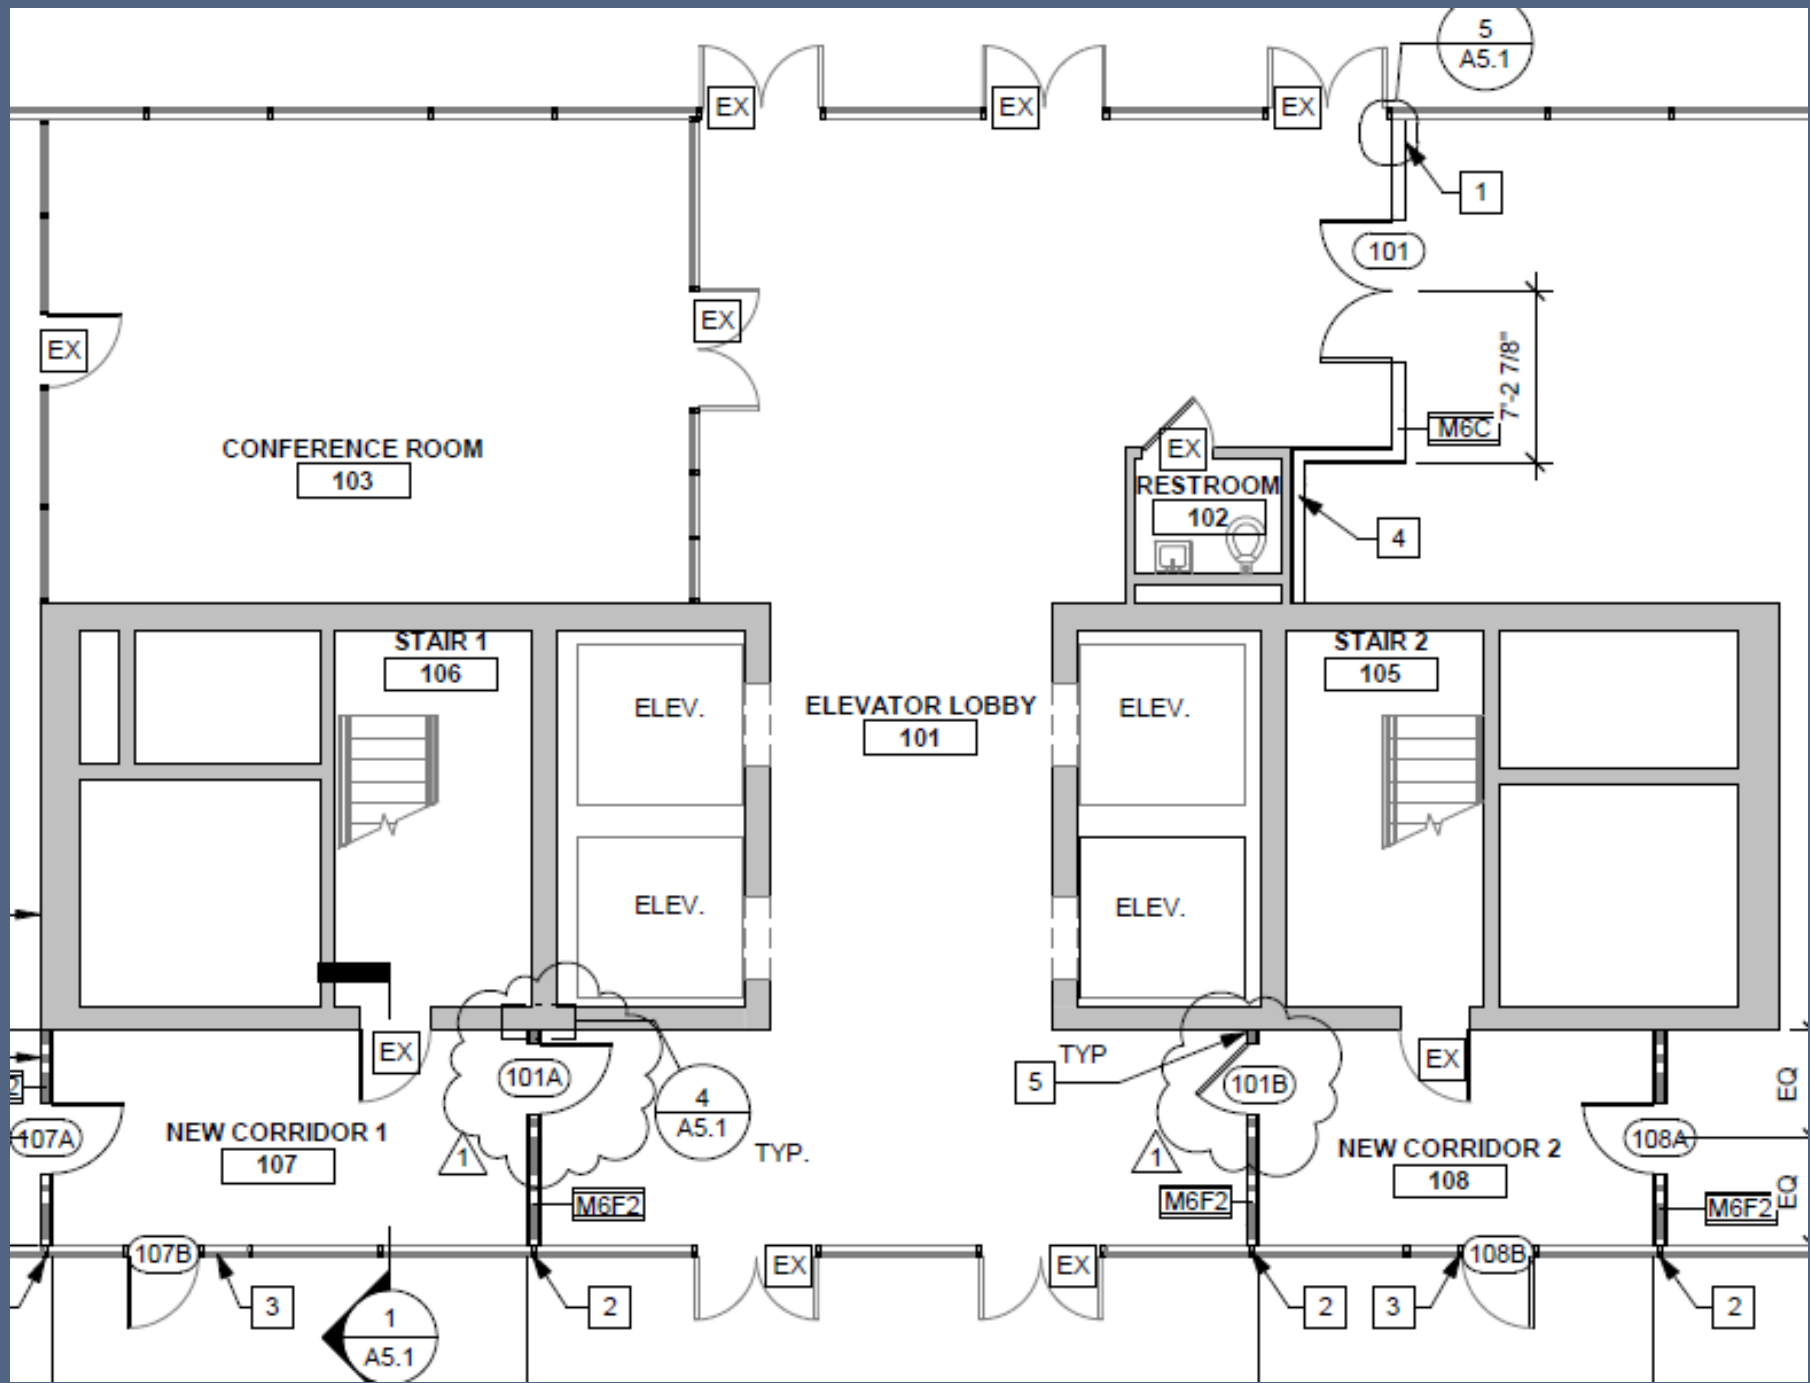 5
A5.1
EX
EX
EX
1
101
EX
EX
7'-2 7/8"
M6C
CONFERENCE ROOM
103
EX
RESTROOM
102
4
STAIR 1
106
STAIR 2
105
ELEV.
ELEVATOR LOBBY
101
ELEV.
ELEV.
ELEV.
EX
101A
5
TYP
101B
EX
EQ
4
A5.1
107A
NEW CORRIDOR 1
107
1
TYP.
1
NEW CORRIDOR 2
108
108A
M6F2
M6F2
M6F2
EQ
107B
EX
EX
108B
3
2
2
3
2
1
A5.1